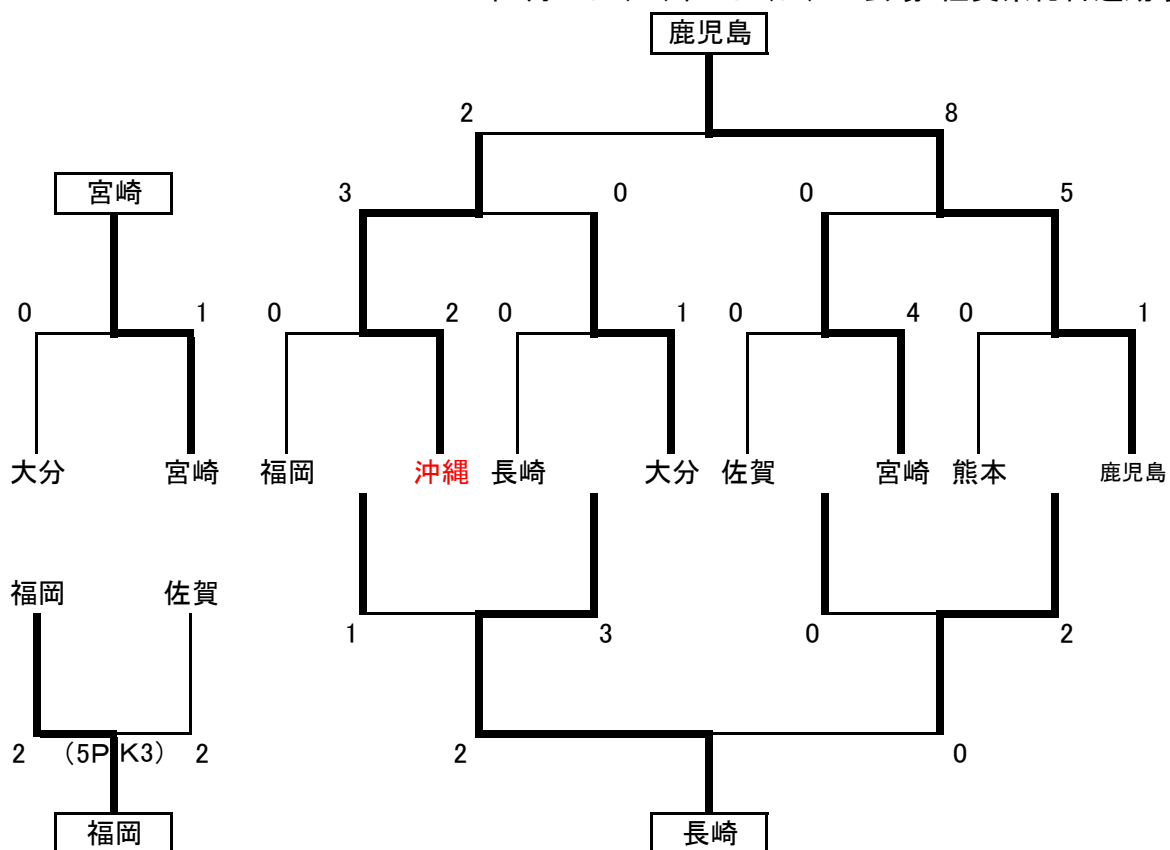 鹿児島
2 8
宮崎 3 0 0 5
0 1 0 2 0 1 0 4 0 1
大分 宮崎 福岡 沖縄 長崎 大分 佐賀 宮崎 熊本 鹿児島
福岡 佐賀
1 3 0 2
2 (5PK3) 2 2 0
福岡 長崎